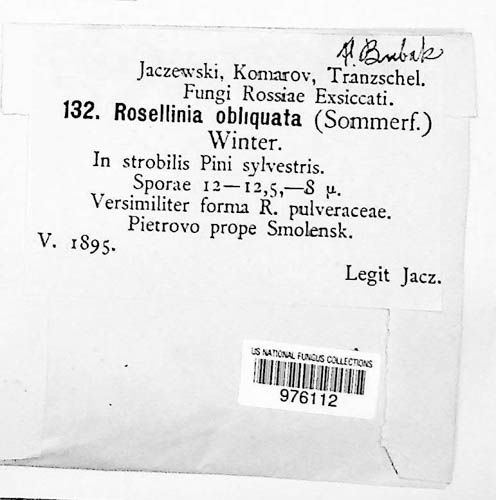 F. Bubak
Jaczewski, Komarov, Tranzschel.
Fungi Rossiae Exsiccati.
132. Rosellinia obliquata (Sommerf.)
Winter.
In strobilis Pini sylvestris.
Sporae 12—12,5,—8 µ.
Versimiliter forma R. pulveraceae.
Pietrovo prope Smolensk.
V. 1895.
Legit Jacz.
US NATIONAL FUNGUS COLLECTIONS
976112